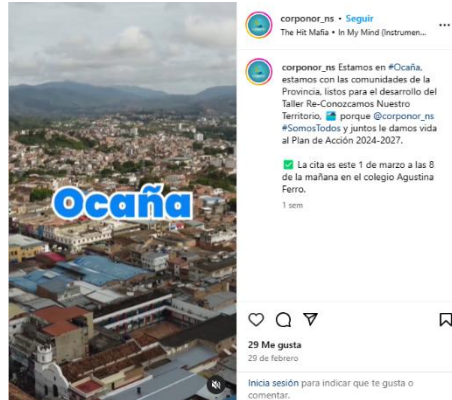 Ocaña
corponor_ns • Seguir
The Hit Mafia • In My Mind (Instrumen...
corponor_ns Estamos en #Ocaña,
estamos con las comunidades de la
Provincia, listos para el desarrollo del
Taller Re-Conozcamos Nuestro
Territorio, porque @corponor_ns
#SomosTodos y juntos le damos vida
al Plan de Acción 2024-2027.
✅ La cita es este 1 de marzo a las 8
de la mañana en el colegio Agustina
Ferro.
1 sem
29 Me gusta
29 de febrero
Inicia sesión para indicar que te gusta o
comentar.